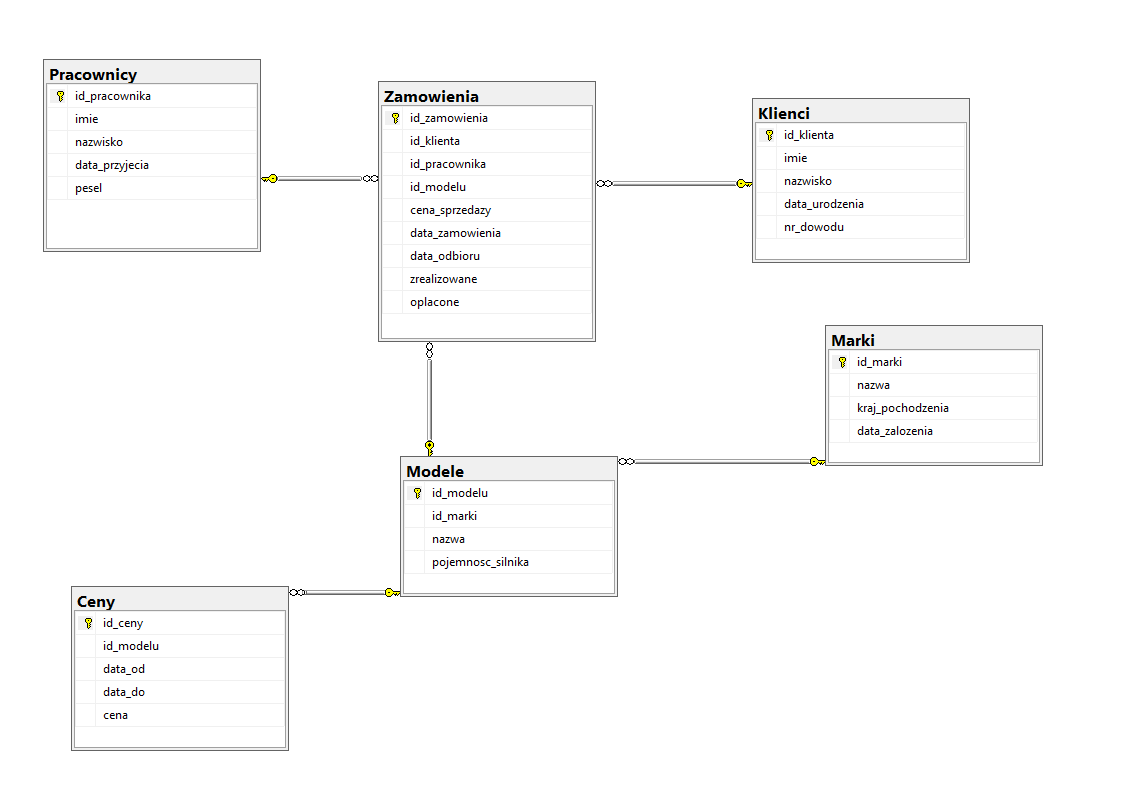 Pracownicy
id_pracownika
imie
nazwisko
data_przyjecia
pesel
Zamowienia
id_zamowienia
id_klienta
id_pracownika
id_modelu
cena_sprzedazy
data_zamowienia
data_odbioru
zrealizowane
oplacone
Klienci
id_klienta
imie
nazwisko
data_urodzenia
nr_dowodu
Marki
id_marki
nazwa
kraj_pochodzenia
data_zalozenia
Modele
id_modelu
id_marki
nazwa
pojemnosc_silnika
Ceny
id_ceny
id_modelu
data_od
data_do
cena